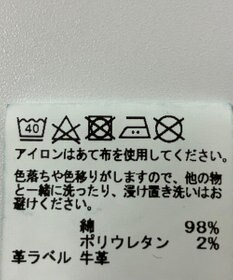 40
アイロンはあて布を使用してください。
色落ちや色移りがしますので、他の物
と一緒に洗ったり、浸け置き洗いはお
避けください。
綿 98%
ポリウレタン 2%
革ラベル 牛革